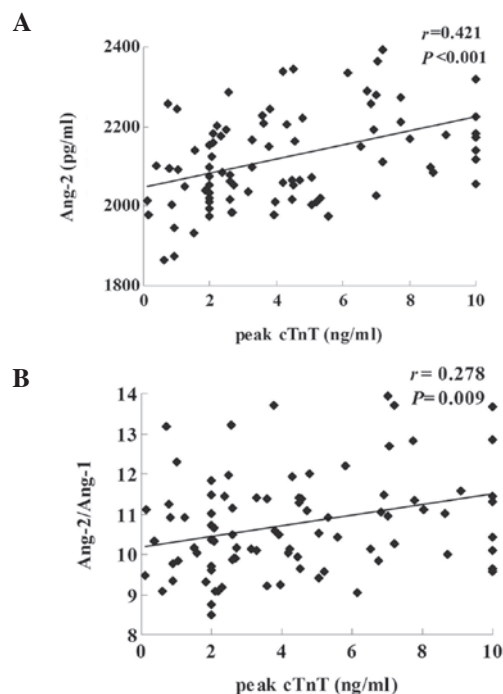 A
r=0.421
P<0.001
2400
2200
2000
1800
Ang-2 (pg/ml)
0 2 4 6 8 10
peak cTnT (ng/ml)
B
r= 0.278
P= 0.009
14
13
12
11
10
9
8
Ang-2/Ang-1
0 2 4 6 8 10
peak cTnT (ng/ml)